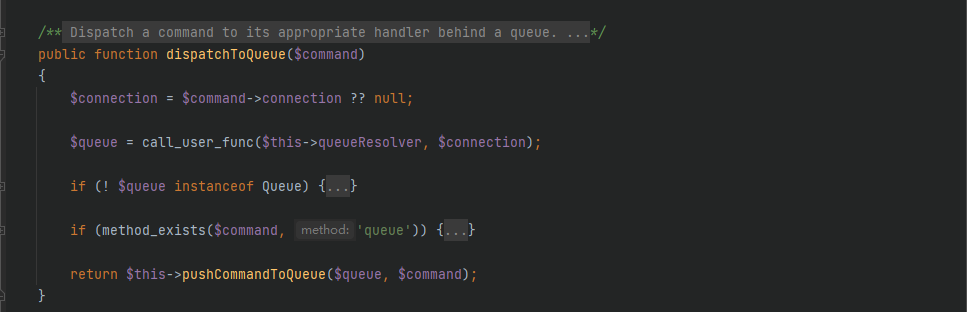 /** Dispatch a command to its appropriate handler behind a queue. ...*/
public function dispatchToQueue($command)
{
$connection = $command->connection ?? null;
$queue = call_user_func($this->queueResolver, $connection);
if (! $queue instanceof Queue) {...}
if (method_exists($command, method: 'queue')) {...}
return $this->pushCommandToQueue($queue, $command);
}